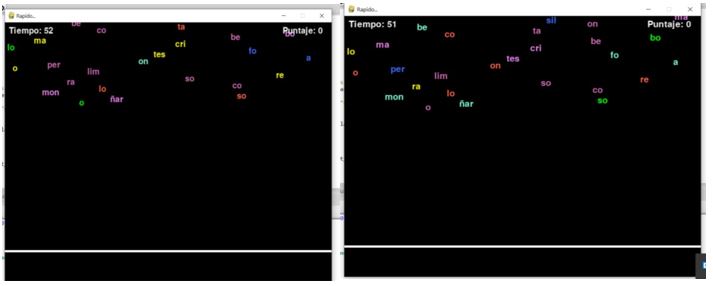 Rapido...
be
co
ta
Tiempo: 52
Puntaje: 0
ma
cri
be
bo
lo
tes
fo
on
a
per
o
lim
re
ra
so
co
mon
lo
so
ñar
o
Rapido...
sil
on
ma
Tiempo: 51
be
Puntaje: 0
ta
co
bo
ma
be
cri
lo
tes
fo
on
a
per
o
lim
re
ra
so
co
lo
mon
so
ñar
o